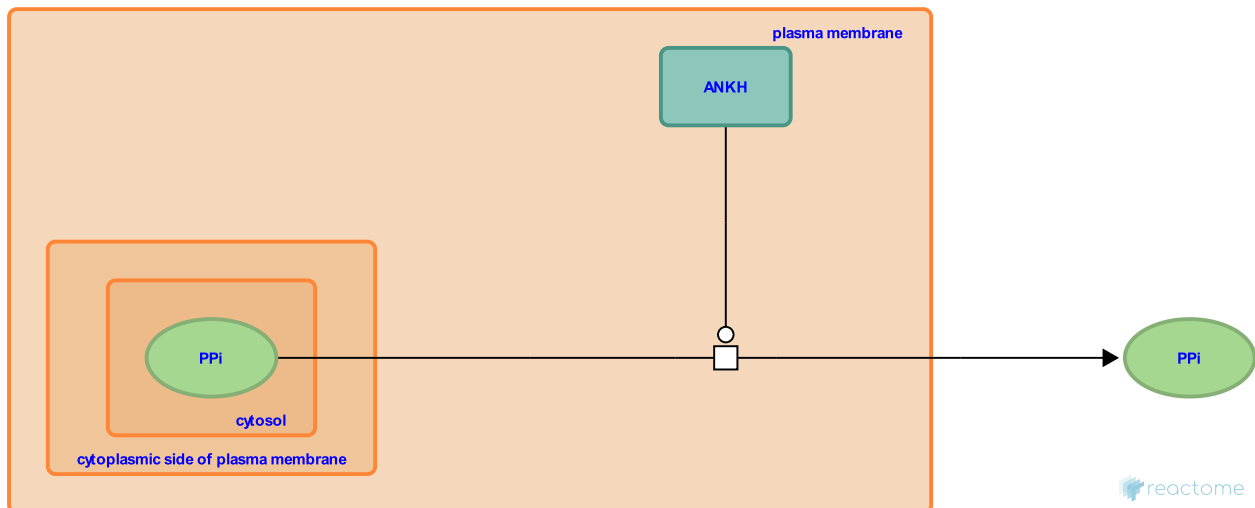 plasma membrane
ANKH
PPi
PPi
cytosol
cytoplasmic side of plasma membrane
reactome